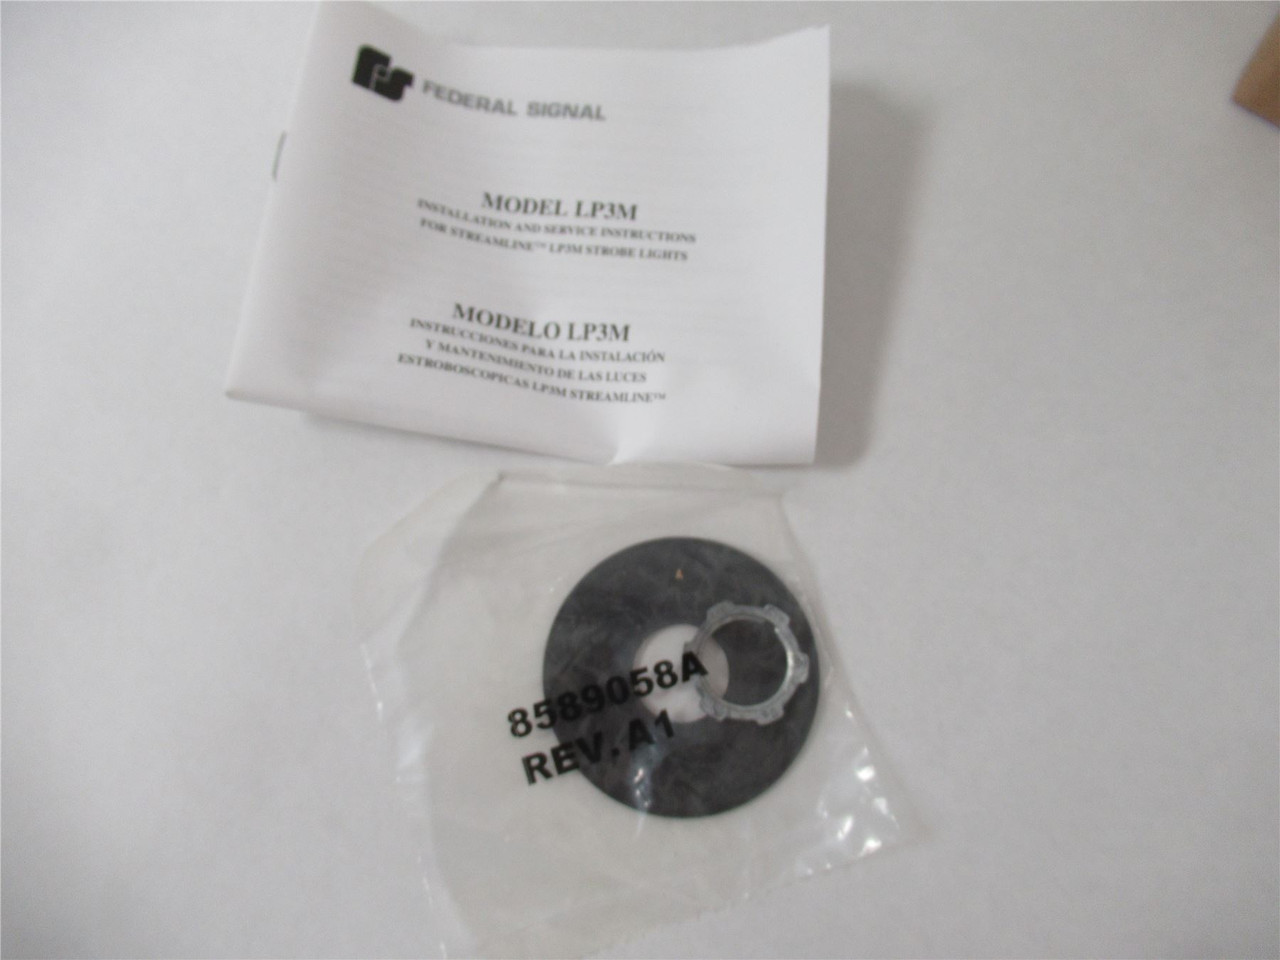 FEDERAL SIGNAL
MODEL LP3M
INSTALLATION AND SERVICE INSTRUCTIONS
FOR STREAMLINE™ LP3M STROBE LIGHTS
MODELO LP3M
INSTRUCCIONES PARA LA INSTALACIÓN
Y MANTENIMIENTO DE LAS LUCES
ESTROBOSCOPICAS LP3M STREAMLINE™
8589058A
REV.A1